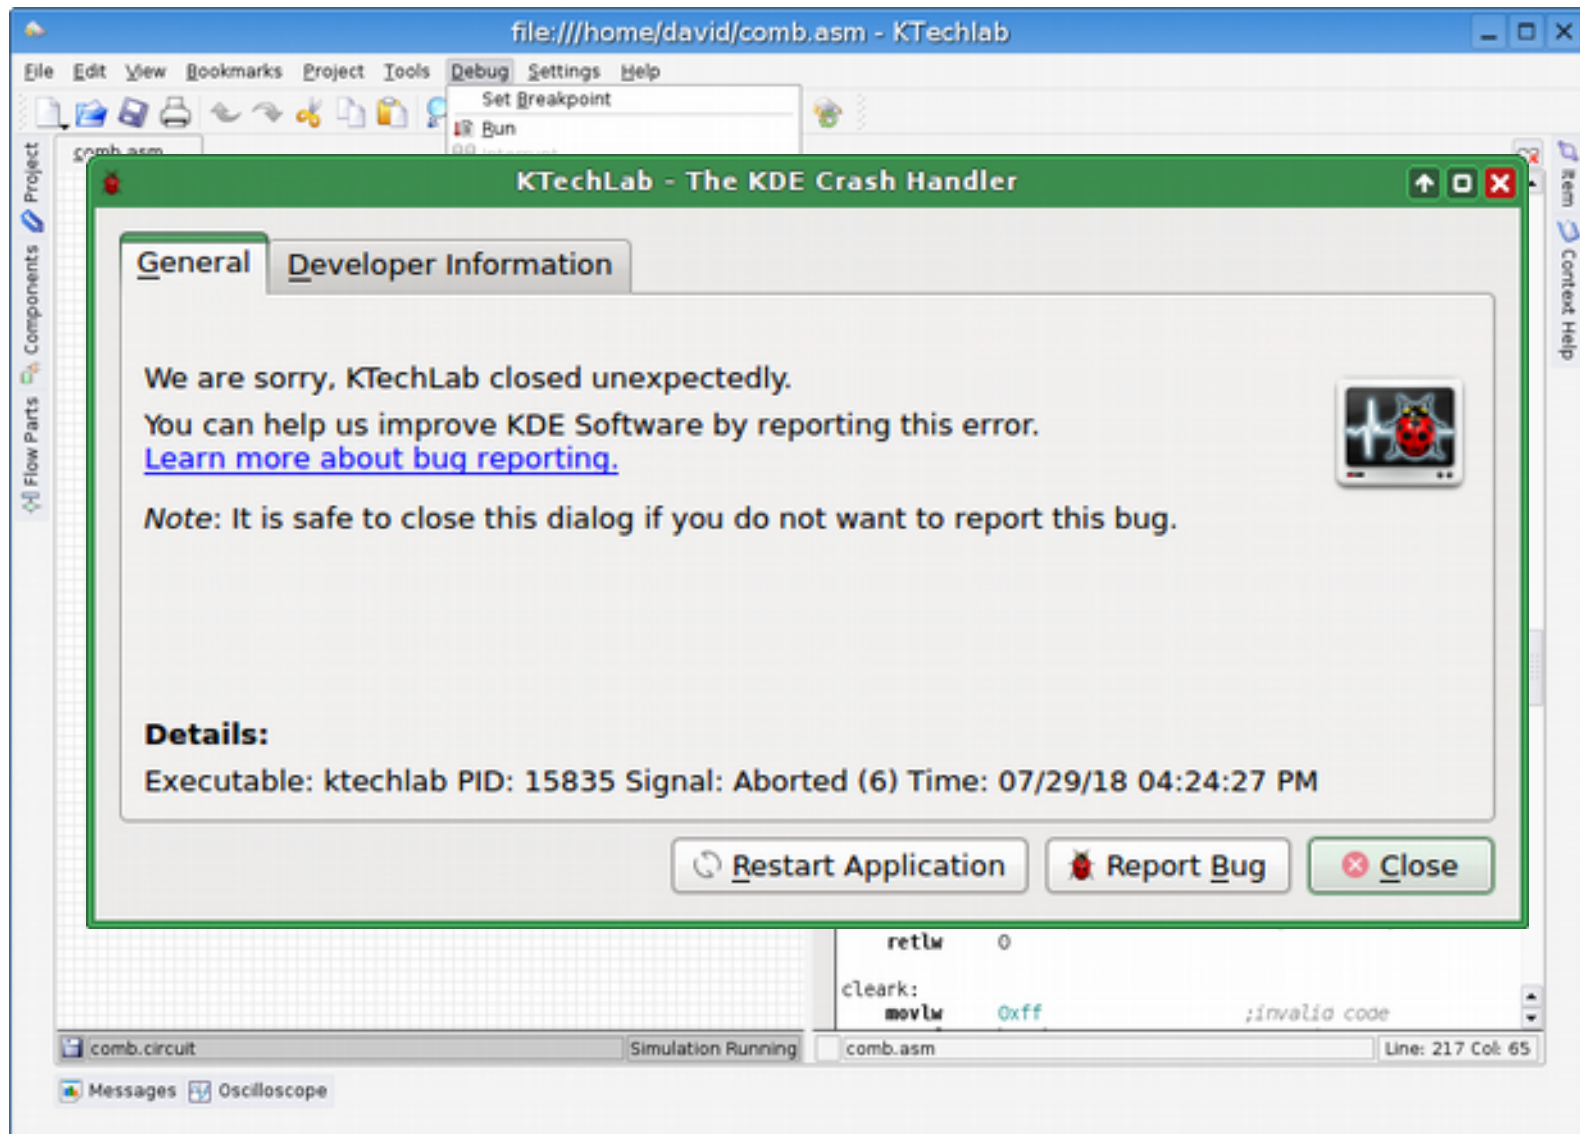 file:///home/david/comb.asm - KTechlab
File Edit View Bookmarks Project Tools Debug Settings Help
Set Breakpoint
Run
comb.asm
Project
Components
Flow Parts
Item
Context Help
KTechLab - The KDE Crash Handler
General Developer Information
We are sorry, KTechLab closed unexpectedly.
You can help us improve KDE Software by reporting this error.
Learn more about bug reporting.
Note: It is safe to close this dialog if you do not want to report this bug.
Details:
Executable: ktechlab PID: 15835 Signal: Aborted (6) Time: 07/29/18 04:24:27 PM
Restart Application Report Bug Close
retlw 0
cleark:
movlw 0xff ;invalid code
comb.circuit Simulation Running comb.asm Line: 217 Col: 65
Messages Oscilloscope